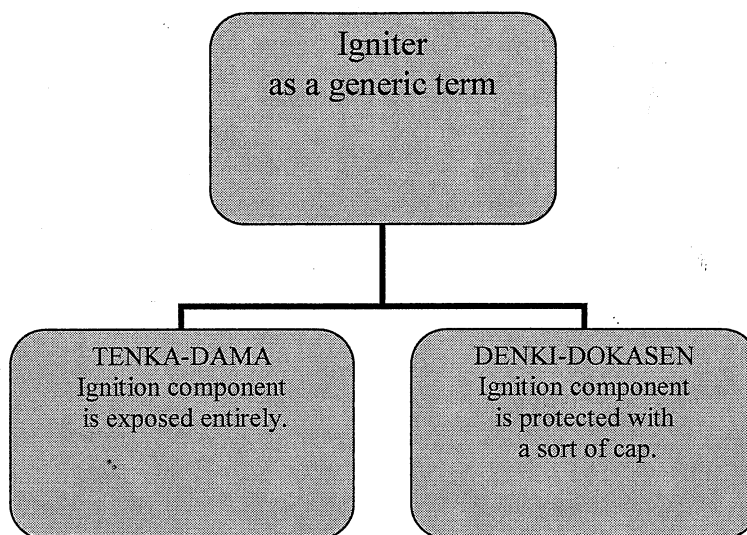 Igniter
as a generic term
TENKA-DAMA
Ignition component
is exposed entirely.
DENKI-DOKASEN
Ignition component
is protected with
a sort of cap.